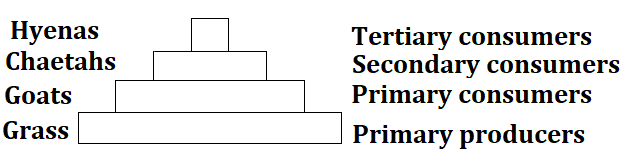 Hyenas Tertiary consumers
Chaetahs Secondary consumers
Goats Primary consumers
Grass Primary producers